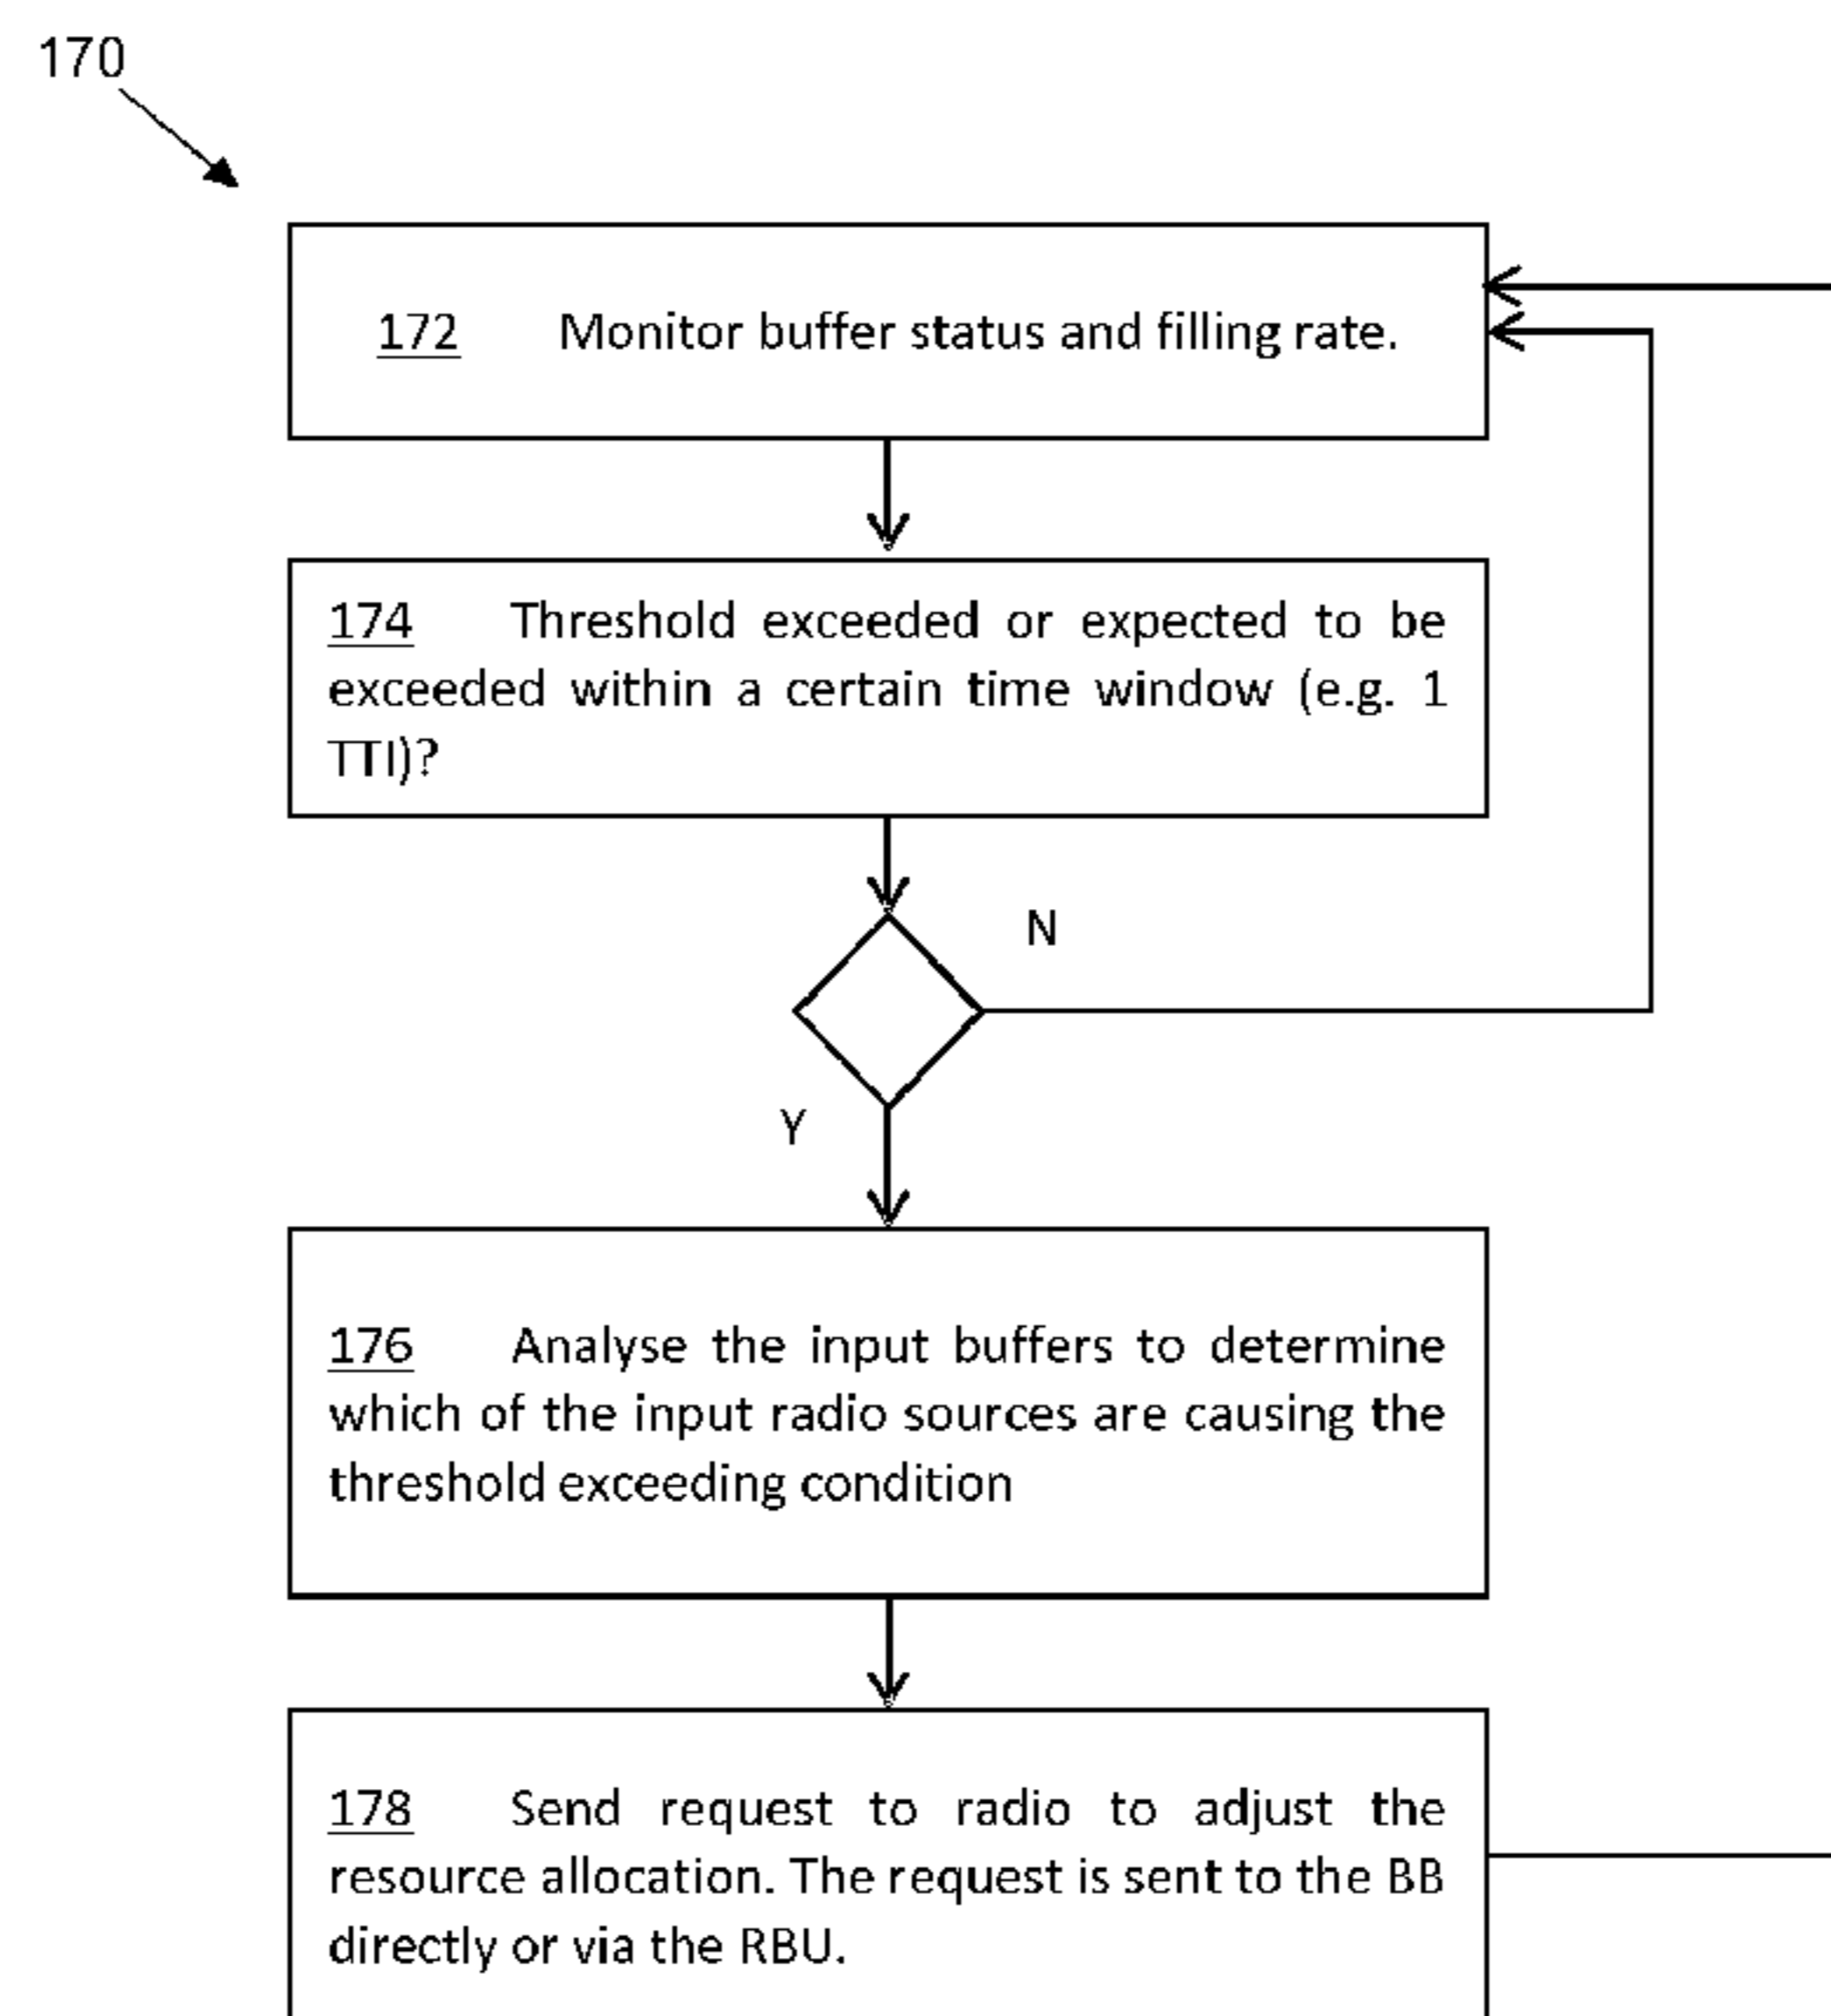 170
172 Monitor buffer status and filling rate.
174 Threshold exceeded or expected to be
exceeded within a certain time window (e.g. 1
TTI)?
N
Y
176 Analyse the input buffers to determine
which of the input radio sources are causing the
threshold exceeding condition
178 Send request to radio to adjust the
resource allocation. The request is sent to the BB
directly or via the RBU.